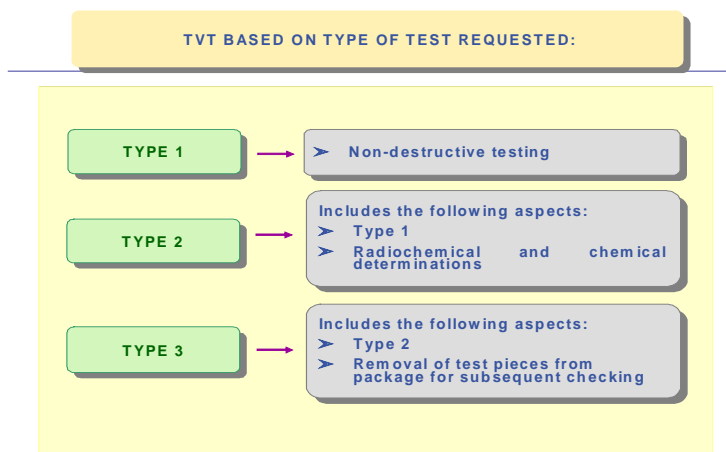 TVT BASED ON TYPE OF TEST REQUESTED:
TYPE 1
➢ Non-destructive testing
TYPE 2
Includes the following aspects:
➢ Type 1
➢ Radiochemical and chemical
determinations
TYPE 3
Includes the following aspects:
➢ Type 2
➢ Removal of test pieces from
package for subsequent checking